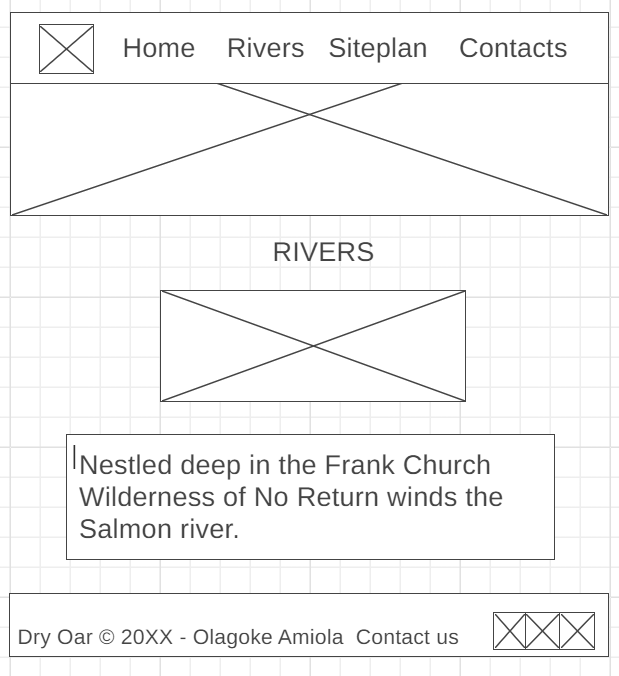 Home Rivers Siteplan Contacts
RIVERS
Nestled deep in the Frank Church
Wilderness of No Return winds the
Salmon river.
Dry Oar © 20XX - Olagoke Amiola Contact us